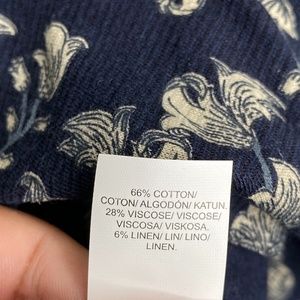 66% COTTON/
COTON/ ALGODÓN/ KATUN.
28% VISCOSE/ VISCOSE/
VISCOSA/ VISKOSA.
6% LINEN/ LIN/ LINO/
LINEN.